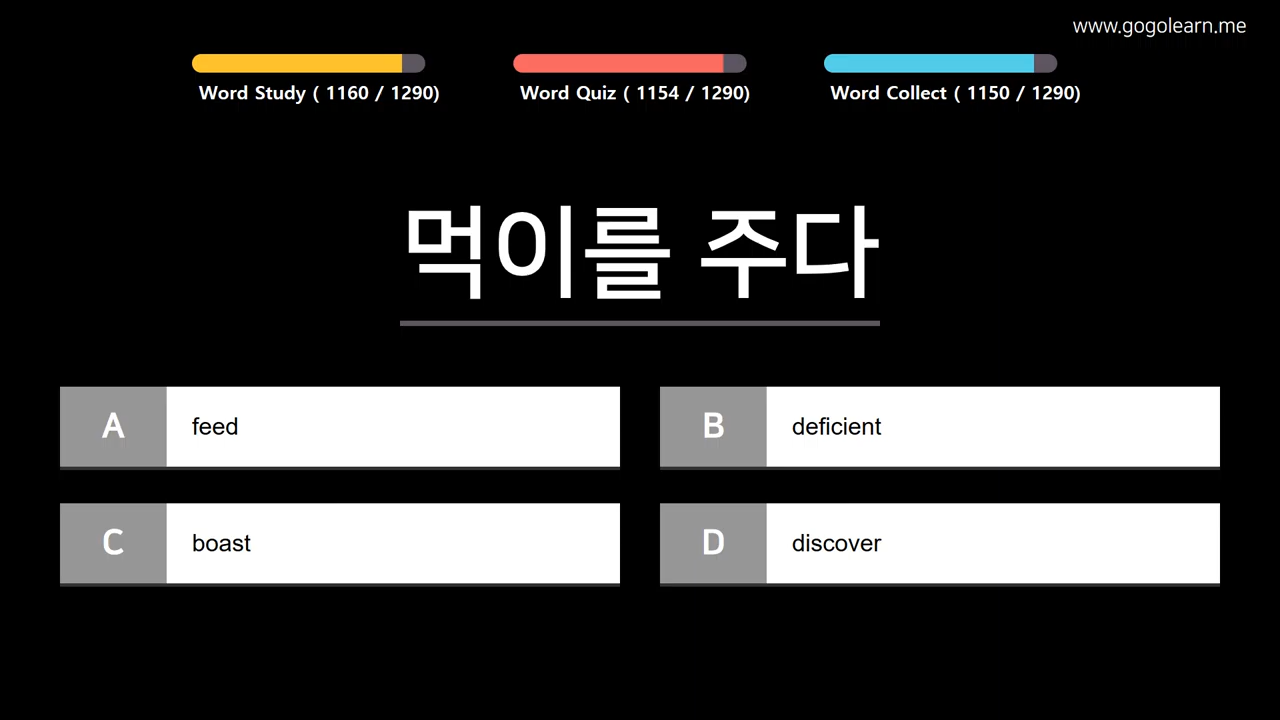 www.gogolearn.me
Word Study ( 1160 / 1290)
Word Quiz ( 1154 / 1290)
Word Collect ( 1150 / 1290)
먹이를 주다
A feed
B deficient
C boast
D discover